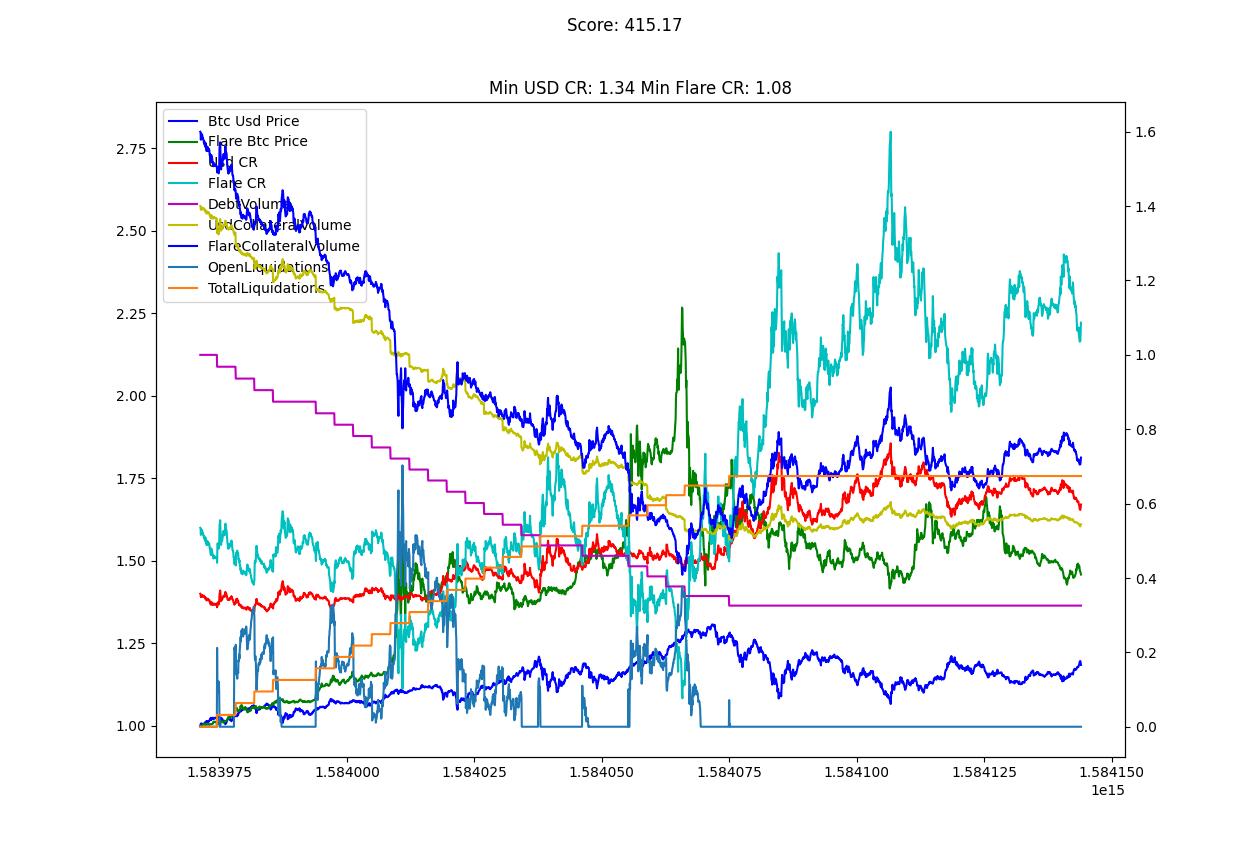 Score: 415.17
Min USD CR: 1.34 Min Flare CR: 1.08
Btc Usd Price
Flare Btc Price
Usd CR
Flare CR
DebtVolume
UsdCollateralVolume
FlareCollateralVolume
OpenLiquidations
TotalLiquidations
2.75
2.50
2.25
2.00
1.75
1.50
1.25
1.00
1.6
1.4
1.2
1.0
0.8
0.6
0.4
0.2
0.0
1.583975 1.584000 1.584025 1.584050 1.584075 1.584100 1.584125 1.584150
1e15